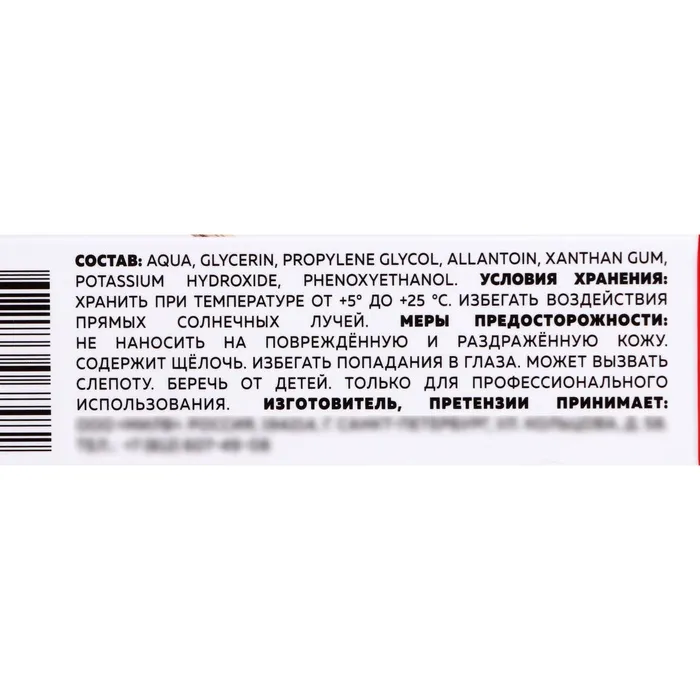 СОСТАВ: AQUA, GLYCERIN, PROPYLENE GLYCOL, ALLANTOIN, XANTHAN GUM,
POTASSIUM HYDROXIDE, PHENOXYETHANOL. УСЛОВИЯ ХРАНЕНИЯ:
ХРАНИТЬ ПРИ ТЕМПЕРАТУРЕ ОТ +5° ДО +25 °C. ИЗБЕГАТЬ ВОЗДЕЙСТВИЯ
ПРЯМЫХ СОЛНЕЧНЫХ ЛУЧЕЙ. МЕРЫ ПРЕДОСТОРОЖНОСТИ:
НЕ НАНОСИТЬ НА ПОВРЕЖДЁННУЮ И РАЗДРАЖЁННУЮ КОЖУ.
СОДЕРЖИТ ЩЁЛОЧЬ. ИЗБЕГАТЬ ПОПАДАНИЯ В ГЛАЗА. МОЖЕТ ВЫЗВАТЬ
СЛЕПОТУ. БЕРЕЧЬ ОТ ДЕТЕЙ. ТОЛЬКО ДЛЯ ПРОФЕССИОНАЛЬНОГО
ИСПОЛЬЗОВАНИЯ. ИЗГОТОВИТЕЛЬ, ПРЕТЕНЗИИ ПРИНИМАЕТ: